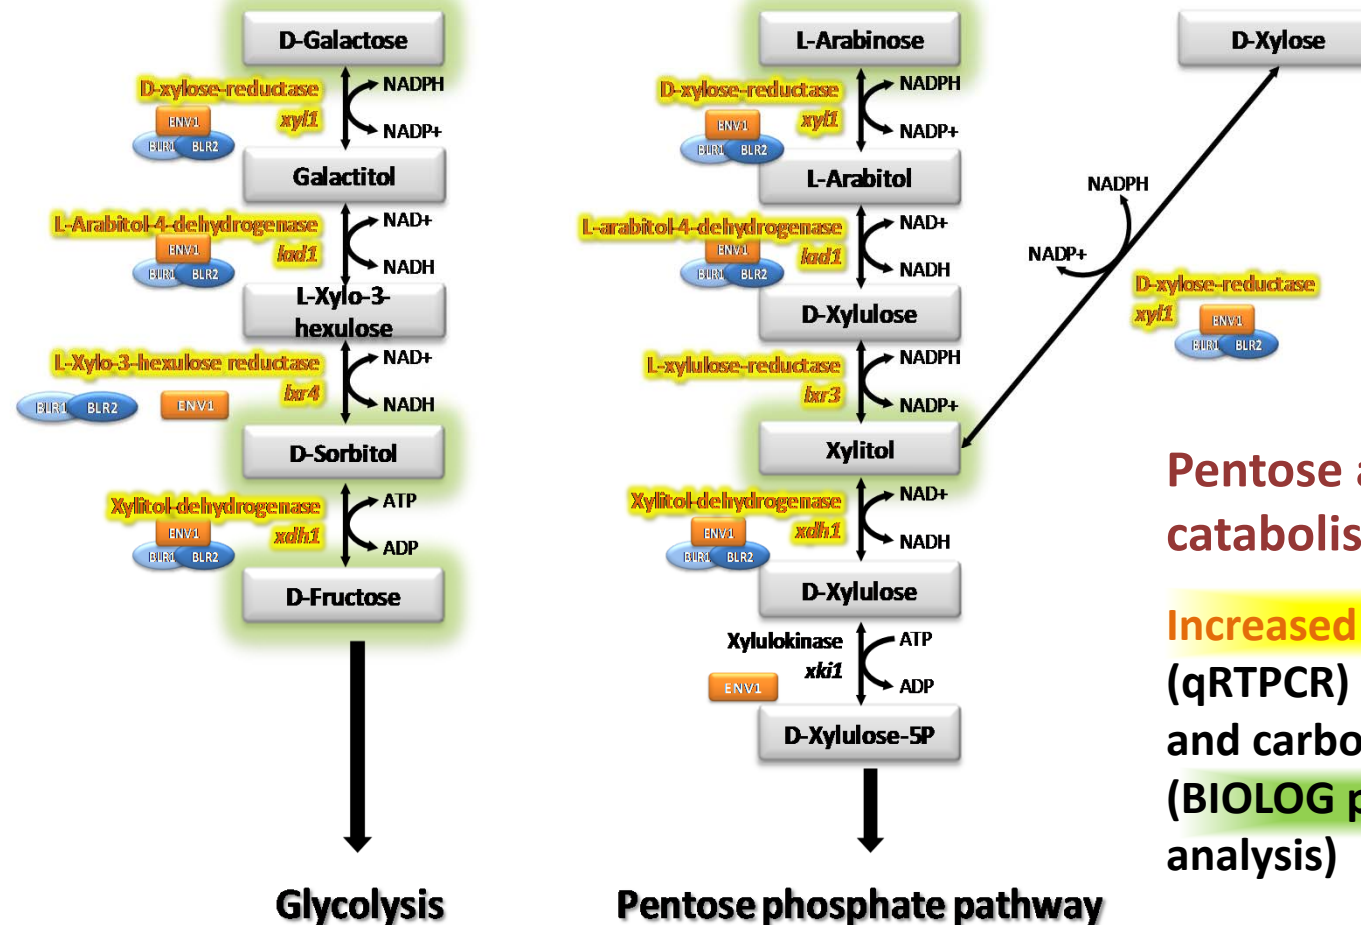 D-Galactose
D-xylose-reductase
xyl1
ENV1
BLR1 BLR2
NADPH
NADP+
Galactitol
L-Arabitol-4-dehydrogenase
lad1
ENV1
BLR1 BLR2
NAD+
NADH
L-Xylo-3-
hexulose
L-Xylo-3-hexulose reductase
lxr4
BLR1 BLR2
ENV1
NAD+
NADH
D-Sorbitol
Xylitol-dehydrogenase
xdh1
ENV1
BLR1 BLR2
ATP
ADP
D-Fructose
Glycolysis
L-Arabinose
D-xylose-reductase
xyl1
ENV1
BLR1 BLR2
NADPH
NADP+
L-Arabitol
L-arabitol-4-dehydrogenase
lad1
ENV1
BLR1 BLR2
NAD+
NADH
D-Xylulose
L-xylulose-reductase
lxr3
NADPH
NADP+
Xylitol
Xylitol-dehydrogenase
xdh1
ENV1
BLR1 BLR2
NAD+
NADH
D-Xylulose
Xylulokinase
xki1
ENV1
ATP
ADP
D-Xylulose-5P
Pentose phosphate pathway
D-Xylose
NADPH
NADP+
D-xylose-reductase
xyl1
ENV1
BLR1 BLR2
Pentose a
catabolis
Increased
(qRTPCR)
and carbo
(BIOLOG p
analysis)